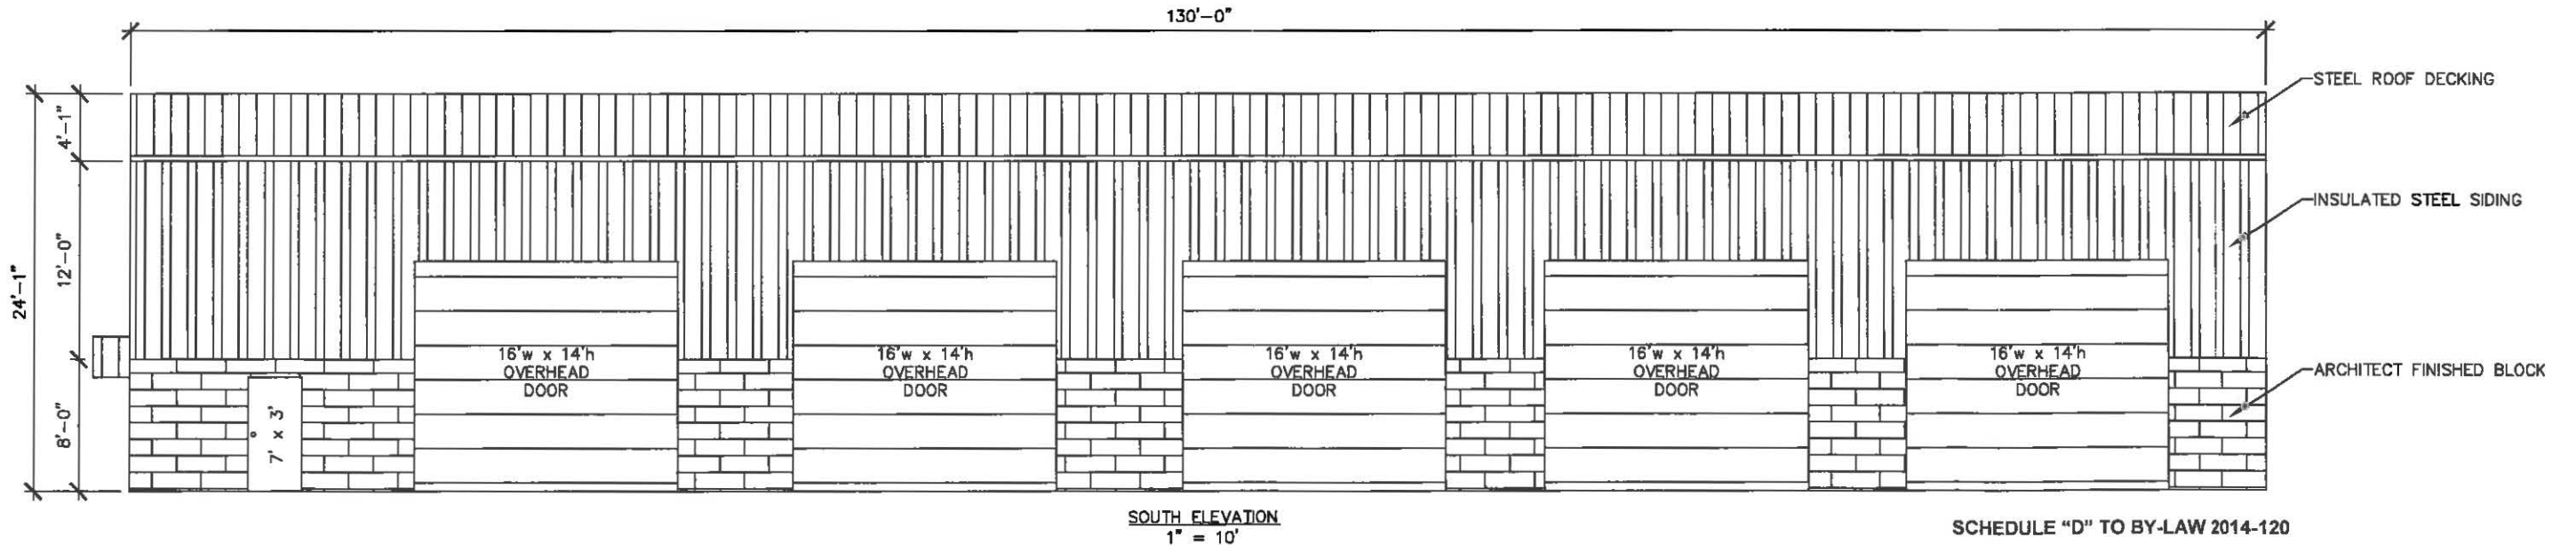 130'-0"
STEEL ROOF DECKING
4'-1"
INSULATED STEEL SIDING
12'-0"
24'-1"
16'w x 14'h
OVERHEAD
DOOR
16'w x 14'h
OVERHEAD
DOOR
16'w x 14'h
OVERHEAD
DOOR
16'w x 14'h
OVERHEAD
DOOR
16'w x 14'h
OVERHEAD
DOOR
ARCHITECT FINISHED BLOCK
8'-0"
7' x 3'
SOUTH ELEVATION
1" = 10'
SCHEDULE “D” TO BY-LAW 2014-120